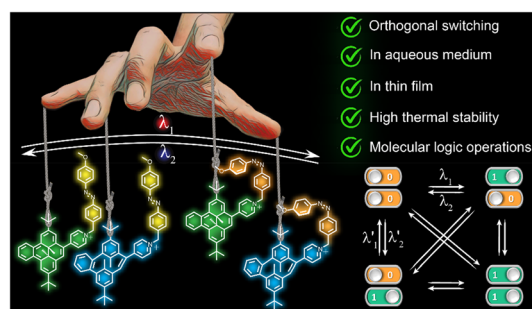 Orthogonal switching
In aqueous medium
In thin film
High thermal stability
Molecular logic operations
λ₁
λ₂
0
0
λ₁
λ₂
1
0
λ'₁
λ'₂
0
1
1
1